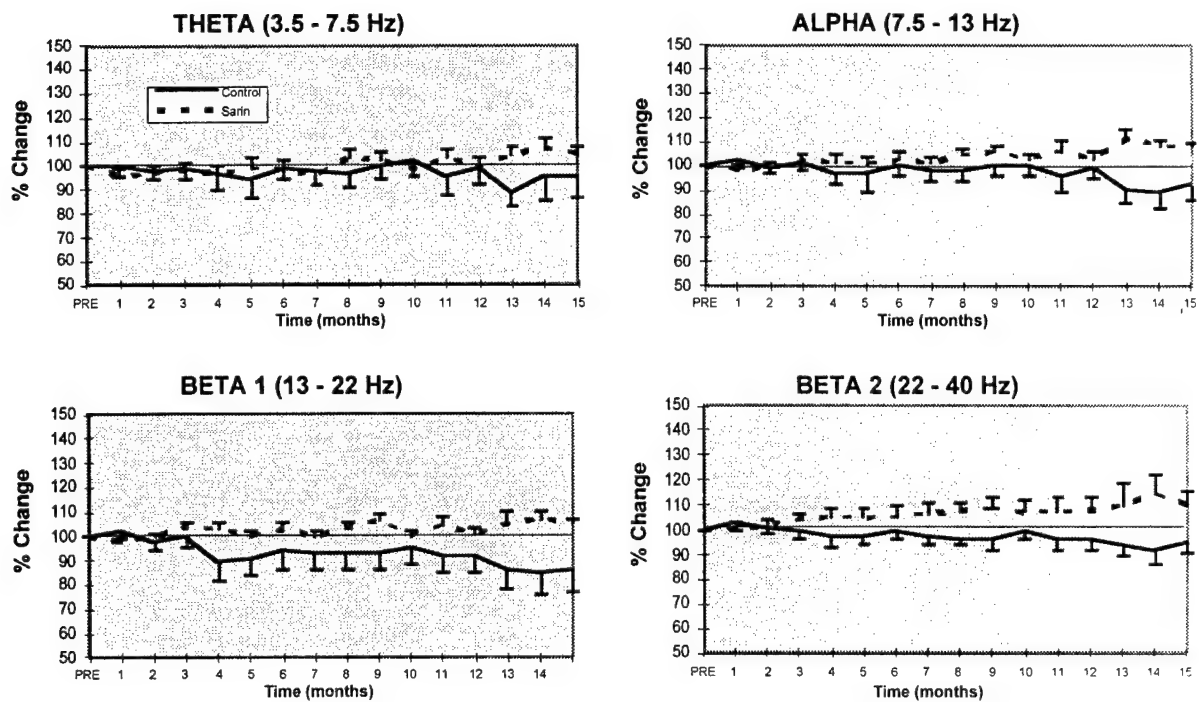 THETA (3.5 - 7.5 Hz)
150
140
130
120
110
100
90
80
70
60
50
% Change
Control
Sarin
PRE 1 2 3 4 5 6 7 8 9 10 11 12 13 14 15
Time (months)
ALPHA (7.5 - 13 Hz)
150
140
130
120
110
100
90
80
70
60
50
% Change
PRE 1 2 3 4 5 6 7 8 9 10 11 12 13 14 15
Time (months)
BETA 1 (13 - 22 Hz)
150
140
130
120
110
100
90
80
70
60
50
% Change
PRE 1 2 3 4 5 6 7 8 9 10 11 12 13 14
Time (months)
BETA 2 (22 - 40 Hz)
150
140
130
120
110
100
90
80
70
60
50
% Change
PRE 1 2 3 4 5 6 7 8 9 10 11 12 13 14 15
Time (months)